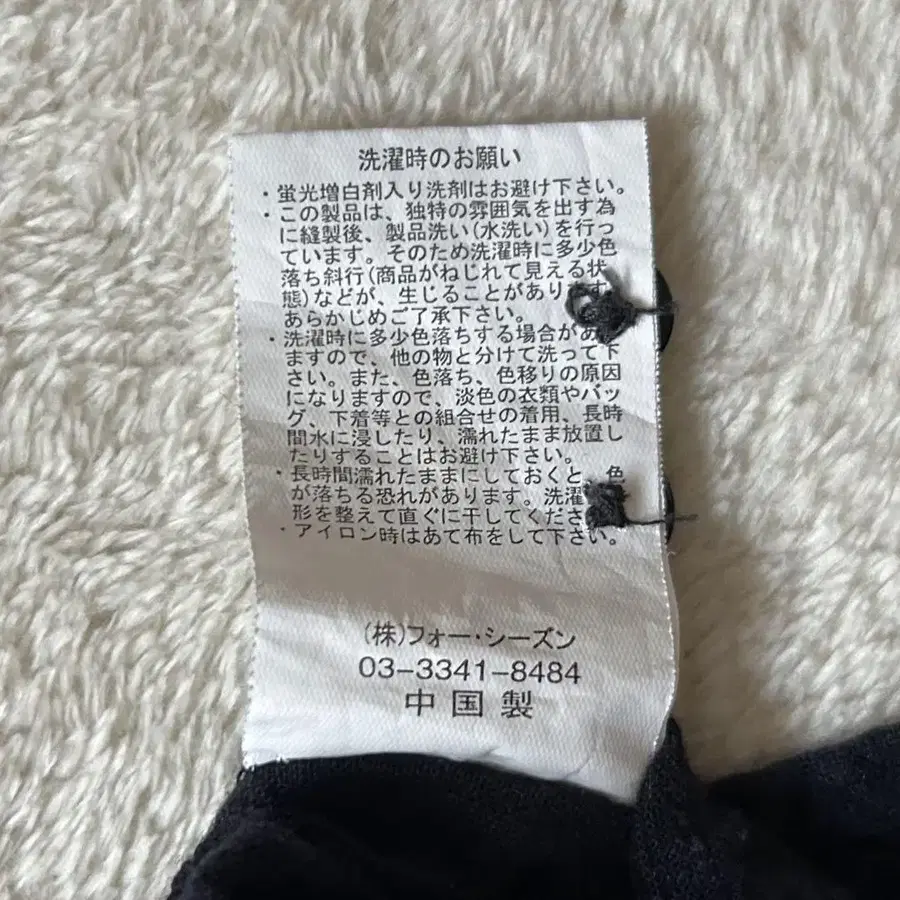 洗濯時のお願い
・蛍光増白剤入り洗剤はお避け下さい。
・この製品は、独特の雰囲気を出す為
に縫製後、製品洗い(水洗い)を行っ
ています。そのため洗濯時に多少色
落ち斜行(商品がねじれて見える状
態)などが、生じることがあります
あらかじめご了承下さい。
・洗濯時に多少色落ちする場合があ
ますので、他の物と分けて洗って下
さい。また、色落ち、色移りの原因
になりますので、淡色の衣類やバッ
グ、下着等との組合せの着用、長時
間水に浸したり、濡れたまま放置し
たりすることはお避け下さい。
・長時間濡れたままにしておくと、色
が落ちる恐れがあります。洗濯
形を整えて直ぐに干してくださ
・アイロン時はあて布をして下さい。
(株)フォー・シーズン
03-3341-8484
中国製